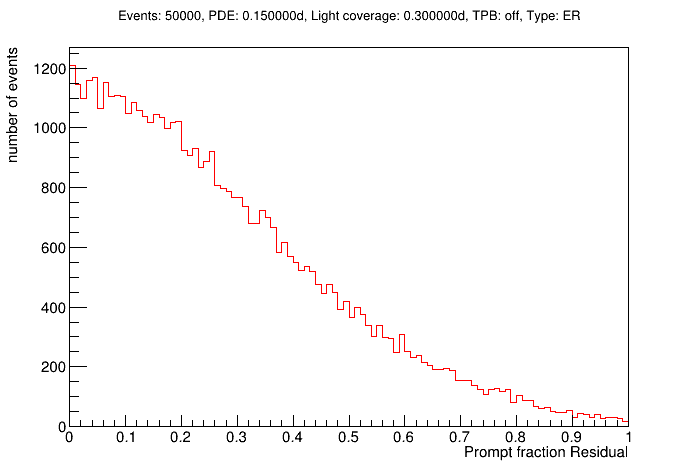 Events: 50000, PDE: 0.150000d, Light coverage: 0.300000d, TPB: off, Type: ER
number of events
1200
1000
800
600
400
200
0
0 0.1 0.2 0.3 0.4 0.5 0.6 0.7 0.8 0.9 1
Prompt fraction Residual